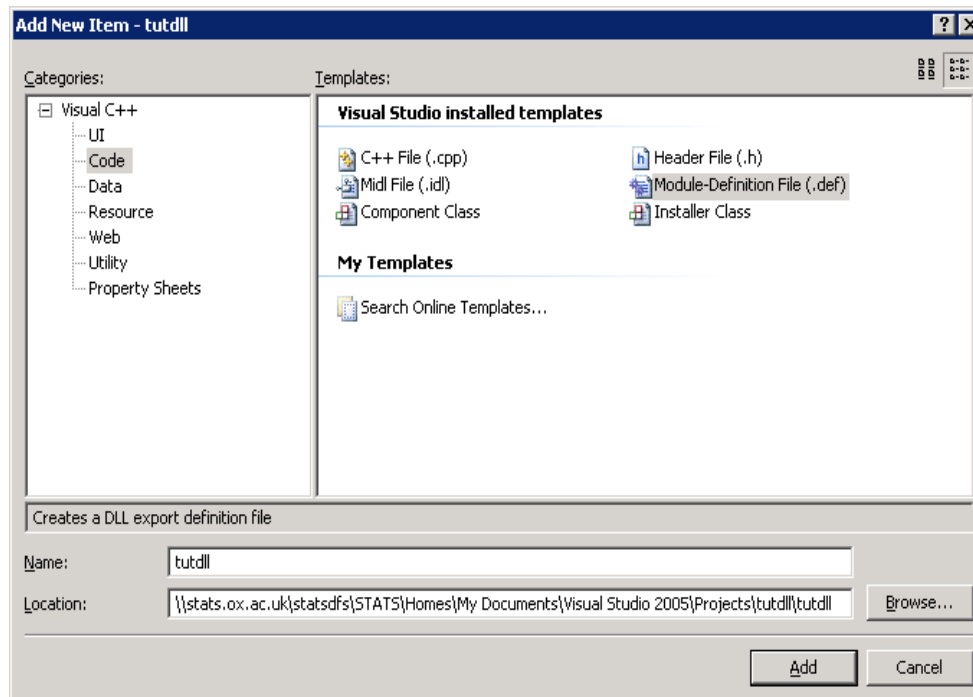 Add New Item - tutdll
Categories:
Templates:
Visual C++
UI
Code
Data
Resource
Web
Utility
Property Sheets
Visual Studio installed templates
C++ File (.cpp)
Header File (.h)
Midl File (.idl)
Module-Definition File (.def)
Component Class
Installer Class
My Templates
Search Online Templates...
Creates a DLL export definition file
Name:
tutdll
Location:
\\stats.ox.ac.uk\statsdfs\STATS\Homes\My Documents\Visual Studio 2005\Projects\tutdll\tutdll
Browse...
Add
Cancel